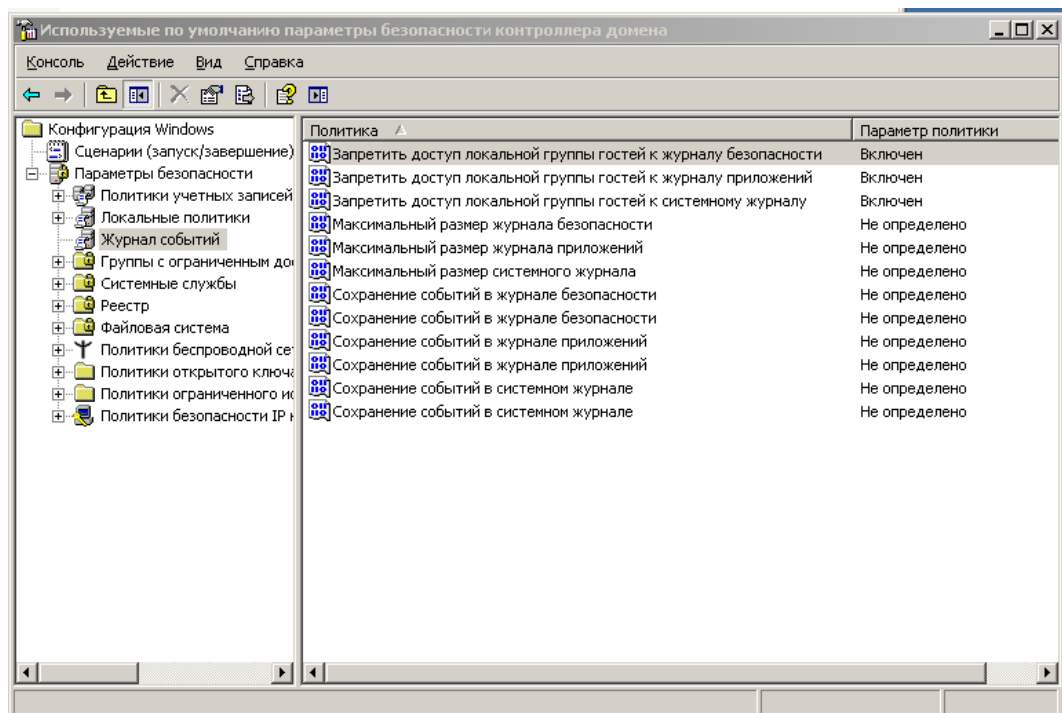 Используемые по умолчанию параметры безопасности контроллера домена
Консоль Действие Вид Справка
Конфигурация Windows
Сценарии (запуск/завершение)
Параметры безопасности
Политики учетных записей
Локальные политики
Журнал событий
Группы с ограниченным до
Системные службы
Реестр
Файловая система
Политики беспроводной се
Политики открытого ключа
Политики ограниченного ис
Политики безопасности IP н
Политика Параметр политики
Запретить доступ локальной группы гостей к журналу безопасности Включен
Запретить доступ локальной группы гостей к журналу приложений Включен
Запретить доступ локальной группы гостей к системному журналу Включен
Максимальный размер журнала безопасности Не определено
Максимальный размер журнала приложений Не определено
Максимальный размер системного журнала Не определено
Сохранение событий в журнале безопасности Не определено
Сохранение событий в журнале безопасности Не определено
Сохранение событий в журнале приложений Не определено
Сохранение событий в журнале приложений Не определено
Сохранение событий в системном журнале Не определено
Сохранение событий в системном журнале Не определено